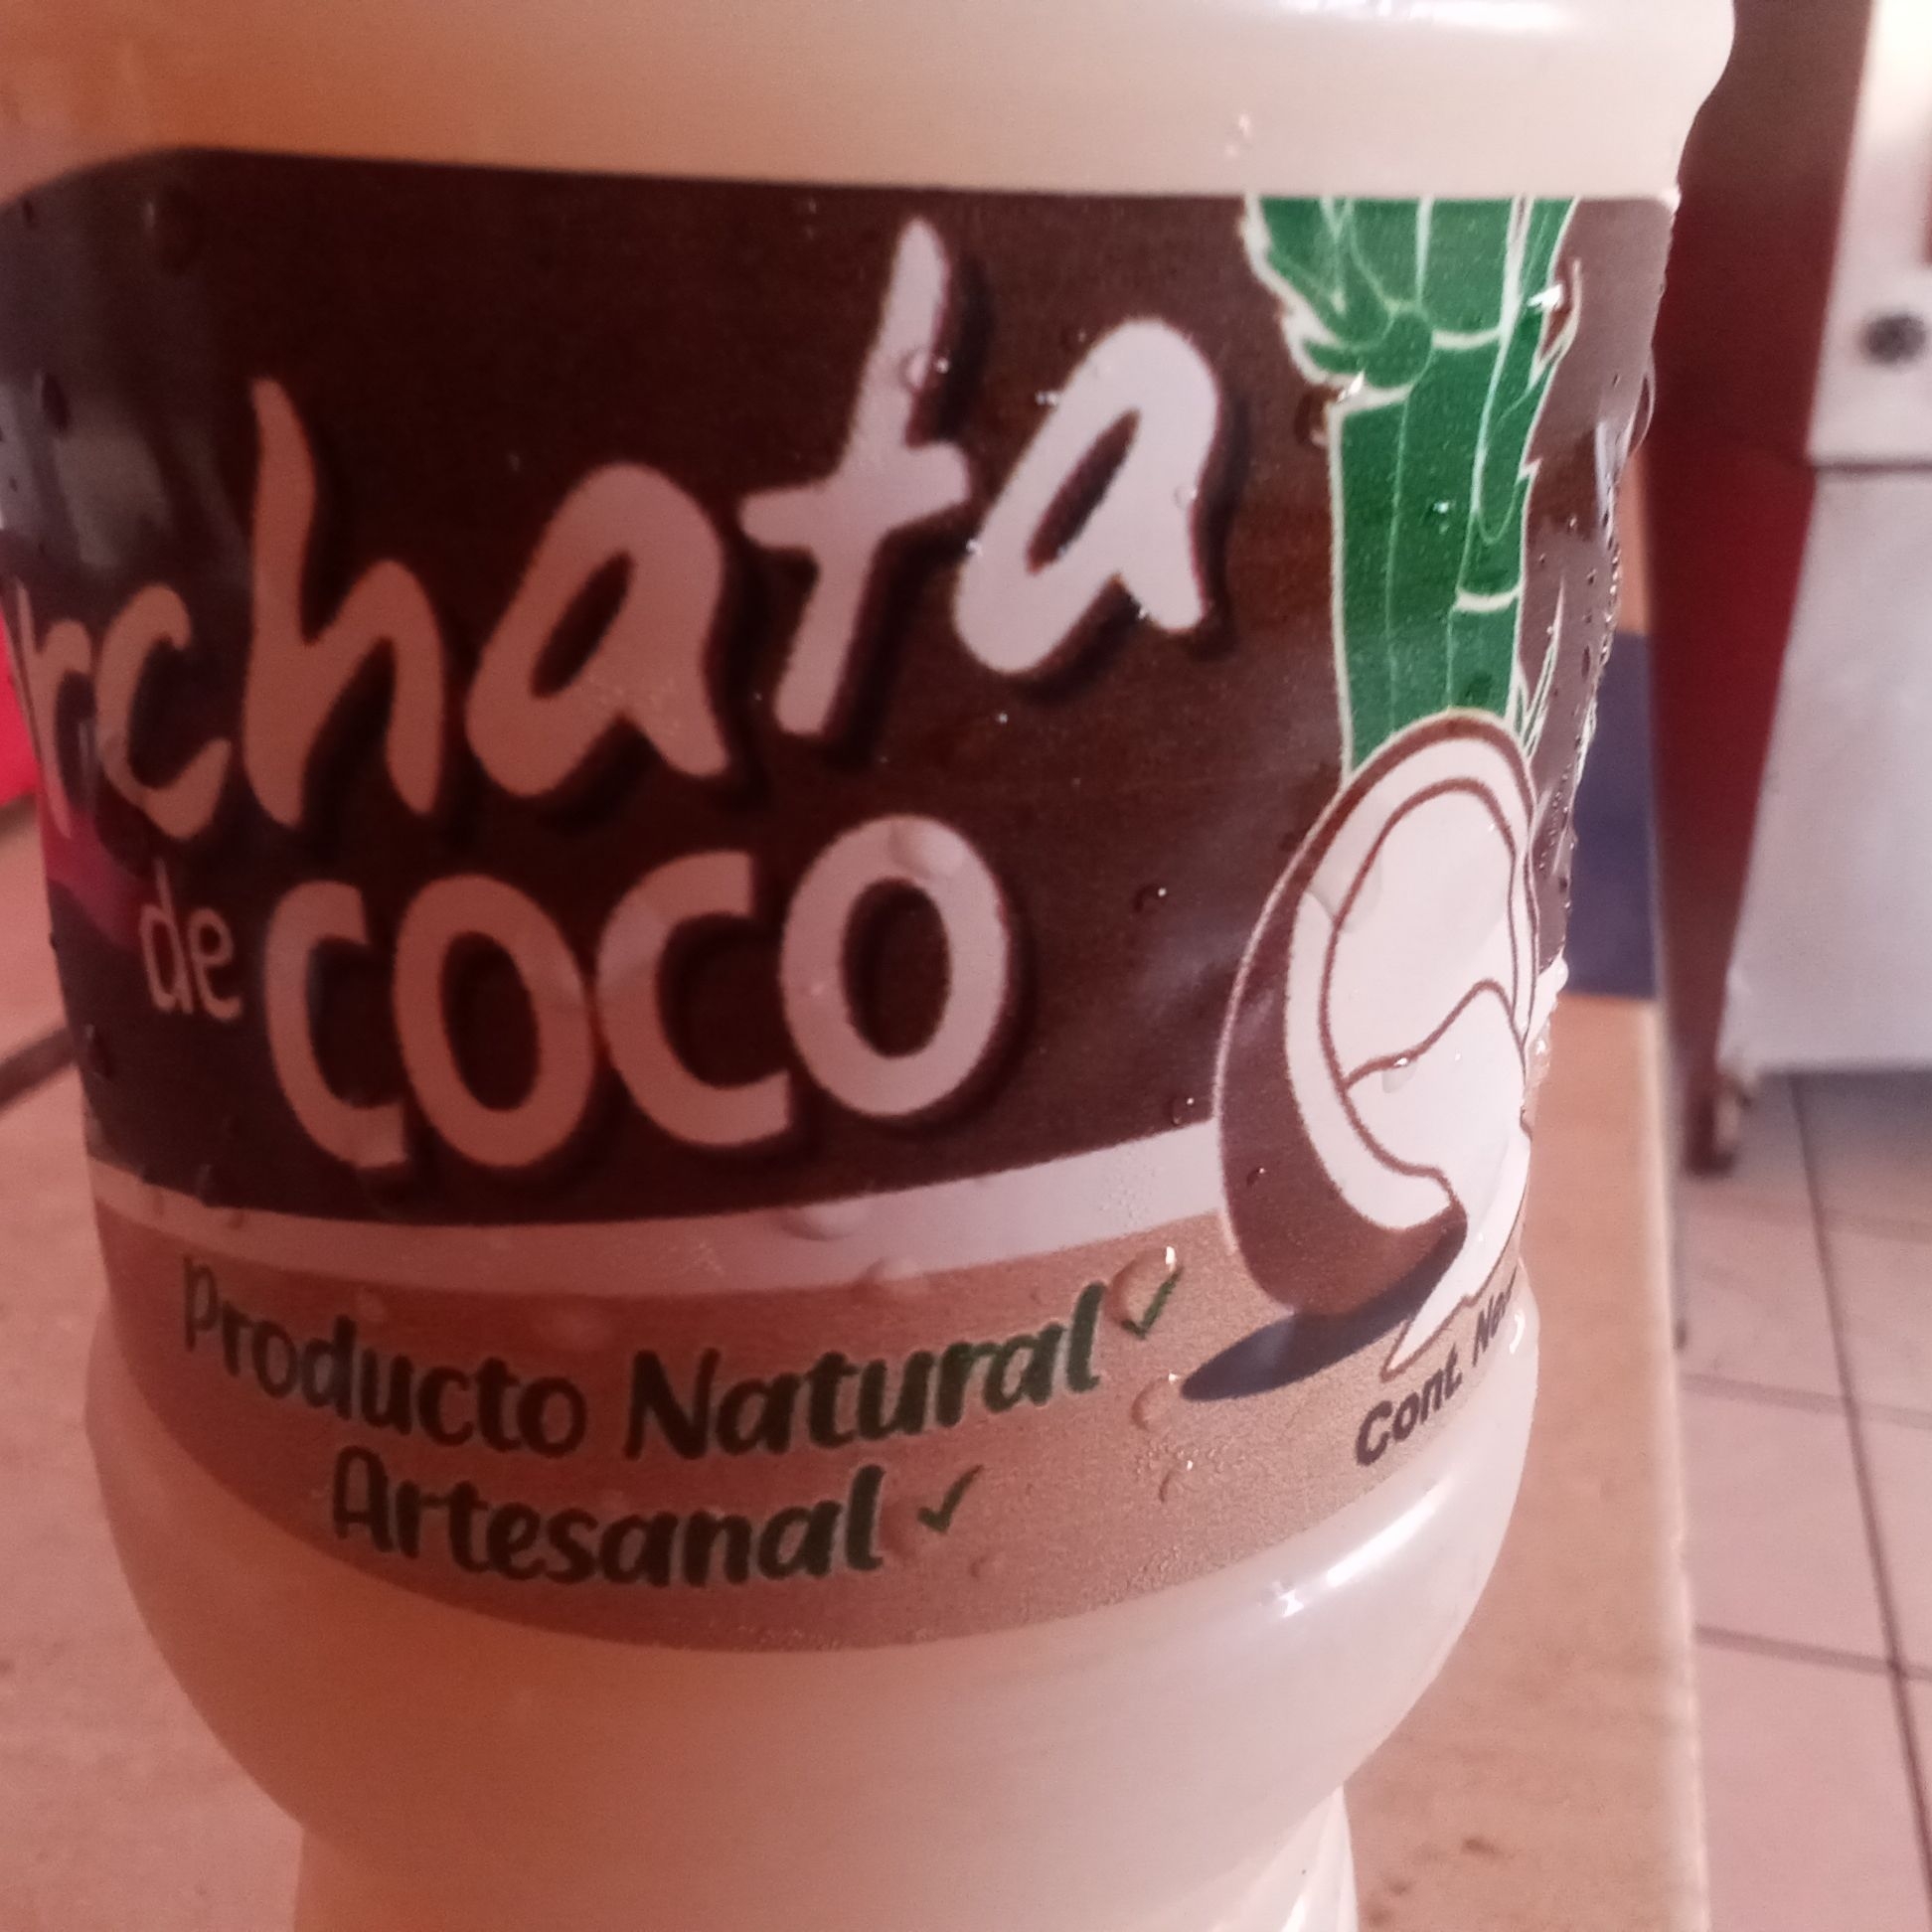 rchata
de coco
Producto Natural ✓
Artesanal ✓
Cont.